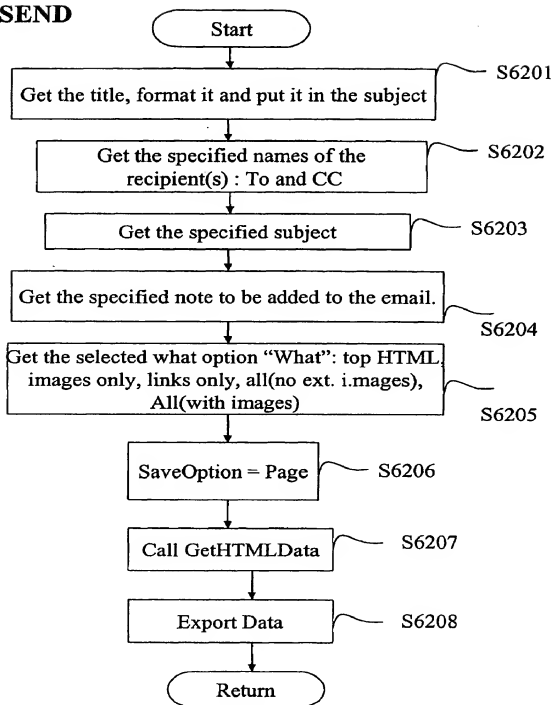 SEND
Start
Get the title, format it and put it in the subject
S6201
Get the specified names of the
recipient(s) : To and CC
S6202
Get the specified subject
S6203
Get the specified note to be added to the email.
S6204
Get the selected what option “What”: top HTML
images only, links only, all(no ext. i.mages),
All(with images)
S6205
SaveOption = Page
S6206
Call GetHTMLData
S6207
Export Data
S6208
Return